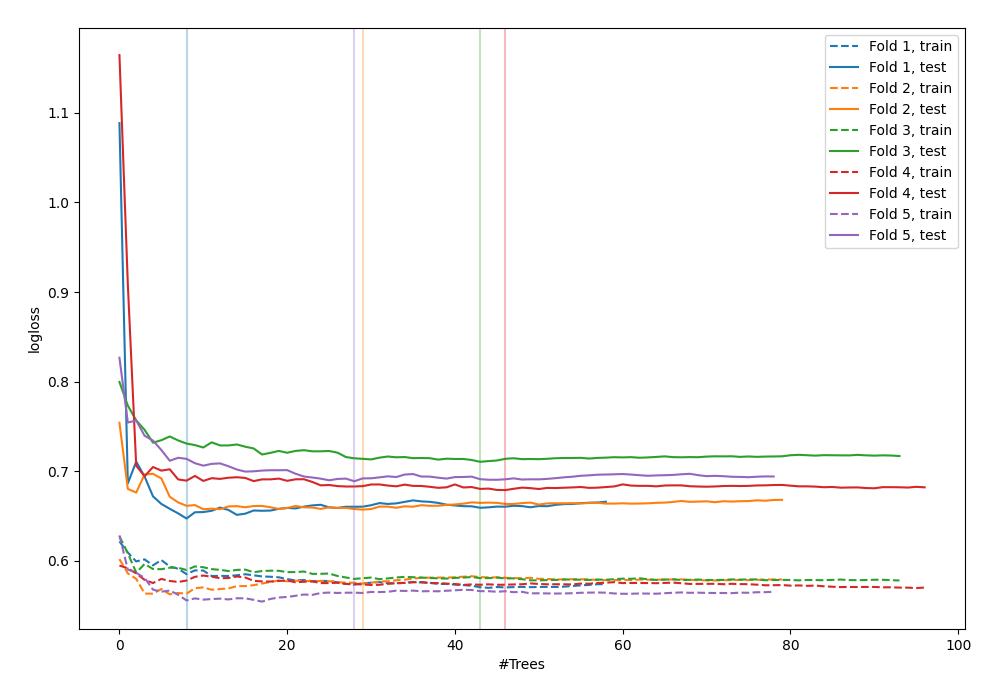 1.1
1.0
0.9
0.8
0.7
0.6
logloss
0
20
40
60
80
100
#Trees
Fold 1, train
Fold 1, test
Fold 2, train
Fold 2, test
Fold 3, train
Fold 3, test
Fold 4, train
Fold 4, test
Fold 5, train
Fold 5, test